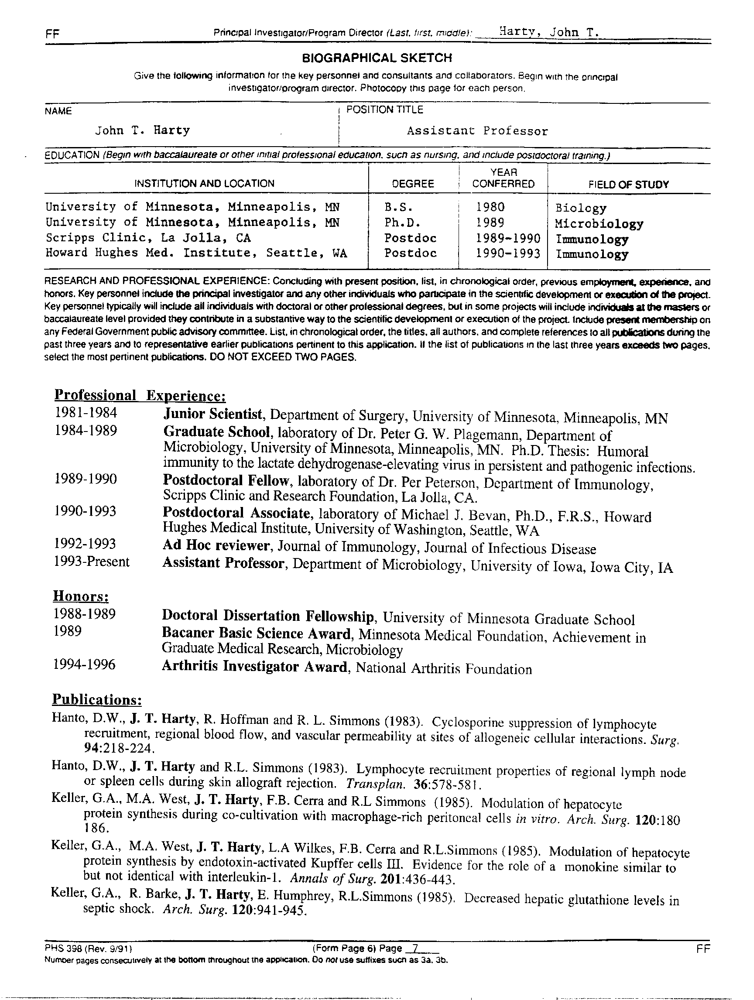 FF Principal Investigator/Program Director (Last, first, middle): Harty, John T.
BIOGRAPHICAL SKETCH
Give the following information for the key personnel and consultants and collaborators. Begin with the principal
investigator/program director. Photocopy this page for each person.
NAME POSITION TITLE
John T. Harty Assistant Professor
EDUCATION (Begin with baccalaureate or other initial professional education, such as nursing, and include postdoctoral training.)
INSTITUTION AND LOCATION DEGREE YEAR CONFERRED FIELD OF STUDY
University of Minnesota, Minneapolis, MN B.S. 1980 Biology
University of Minnesota, Minneapolis, MN Ph.D. 1989 Microbiology
Scripps Clinic, La Jolla, CA Postdoc 1989-1990 Immunology
Howard Hughes Med. Institute, Seattle, WA Postdoc 1990-1993 Immunology
RESEARCH AND PROFESSIONAL EXPERIENCE: Concluding with present position, list, in chronological order, previous employment, experience, and
honors. Key personnel include the principal investigator and any other individuals who participate in the scientific development or execution of the project.
Key personnel typically will include all individuals with doctoral or other professional degrees, but in some projects will include individuals at the masters or
baccalaureate level provided they contribute in a substantive way to the scientific development or execution of the project. Include present membership on
any Federal Government public advisory committee. List, in chronological order, the titles, all authors, and complete references to all publications during the
past three years and to representative earlier publications pertinent to this application. If the list of publications in the last three years exceeds two pages,
select the most pertinent publications. DO NOT EXCEED TWO PAGES.
Professional Experience:
1981-1984 Junior Scientist, Department of Surgery, University of Minnesota, Minneapolis, MN
1984-1989 Graduate School, laboratory of Dr. Peter G. W. Plagemann, Department of
Microbiology, University of Minnesota, Minneapolis, MN. Ph.D. Thesis: Humoral
immunity to the lactate dehydrogenase-elevating virus in persistent and pathogenic infections.
1989-1990 Postdoctoral Fellow, laboratory of Dr. Per Peterson, Department of Immunology,
Scripps Clinic and Research Foundation, La Jolla, CA.
1990-1993 Postdoctoral Associate, laboratory of Michael J. Bevan, Ph.D., F.R.S., Howard
Hughes Medical Institute, University of Washington, Seattle, WA
1992-1993 Ad Hoc reviewer, Journal of Immunology, Journal of Infectious Disease
1993-Present Assistant Professor, Department of Microbiology, University of Iowa, Iowa City, IA
Honors:
1988-1989 Doctoral Dissertation Fellowship, University of Minnesota Graduate School
1989 Bacaner Basic Science Award, Minnesota Medical Foundation, Achievement in
Graduate Medical Research, Microbiology
1994-1996 Arthritis Investigator Award, National Arthritis Foundation
Publications:
Hanto, D.W., J. T. Harty, R. Hoffman and R. L. Simmons (1983). Cyclosporine suppression of lymphocyte
recruitment, regional blood flow, and vascular permeability at sites of allogeneic cellular interactions. Surg.
94:218-224.
Hanto, D.W., J. T. Harty and R.L. Simmons (1983). Lymphocyte recruitment properties of regional lymph node
or spleen cells during skin allograft rejection. Transplan. 36:578-581.
Keller, G.A., M.A. West, J. T. Harty, F.B. Cerra and R.L Simmons (1985). Modulation of hepatocyte
protein synthesis during co-cultivation with macrophage-rich peritoneal cells in vitro. Arch. Surg. 120:180
186.
Keller, G.A., M.A. West, J. T. Harty, L.A Wilkes, F.B. Cerra and R.L.Simmons (1985). Modulation of hepatocyte
protein synthesis by endotoxin-activated Kupffer cells III. Evidence for the role of a monokine similar to
but not identical with interleukin-1. Annals of Surg. 201:436-443.
Keller, G.A., R. Barke, J. T. Harty, E. Humphrey, R.L.Simmons (1985). Decreased hepatic glutathione levels in
septic shock. Arch. Surg. 120:941-945.
PHS 398 (Rev. 9/91) (Form Page 6) Page 7 FF
Number pages consecutively at the bottom throughout the application. Do not use suffixes such as 3a, 3b.